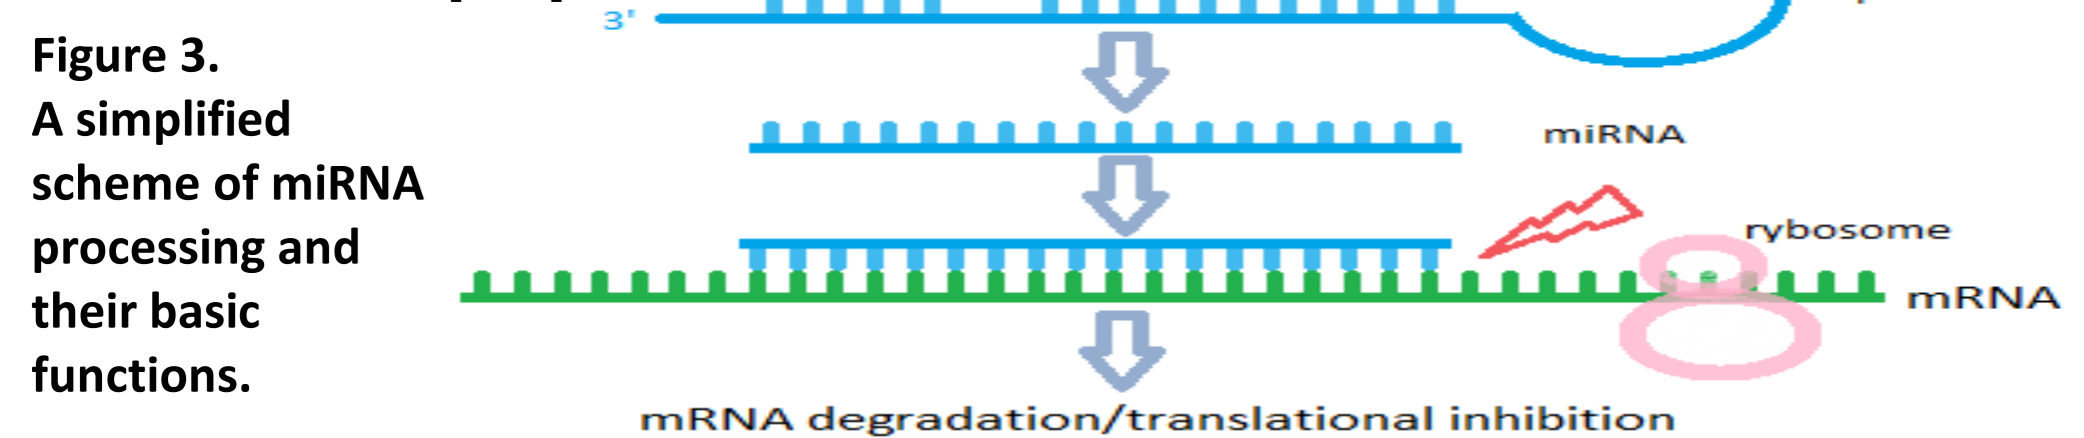 3'
Figure 3.
A simplified
scheme of miRNA
processing and
their basic
functions.
miRNA
rybosome
mRNA
mRNA degradation/translational inhibition